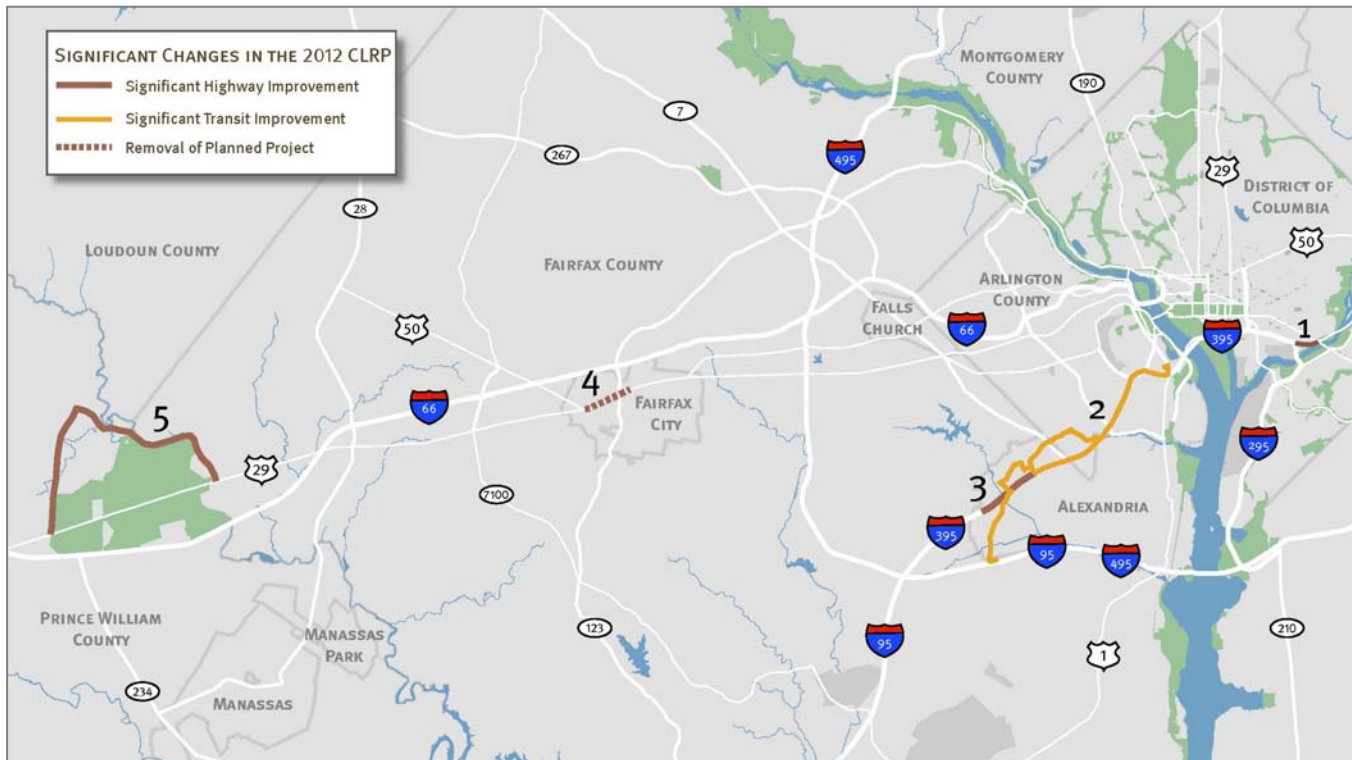 SIGNIFICANT CHANGES IN THE 2012 CLRP
Significant Highway Improvement
Significant Transit Improvement
Removal of Planned Project
MONTGOMERY
COUNTY
190
7
267
495
29
DISTRICT OF
COLUMBIA
28
50
LOUDOUN COUNTY
FAIRFAX COUNTY
ARLINGTON
COUNTY
FALLS
CHURCH
50
66
395
1
4
5
66
FAIRFAX
CITY
2
295
29
7100
3
ALEXANDRIA
395
95
495
PRINCE WILLIAM
COUNTY
MANASSAS
PARK
123
95
1
210
234
MANASSAS